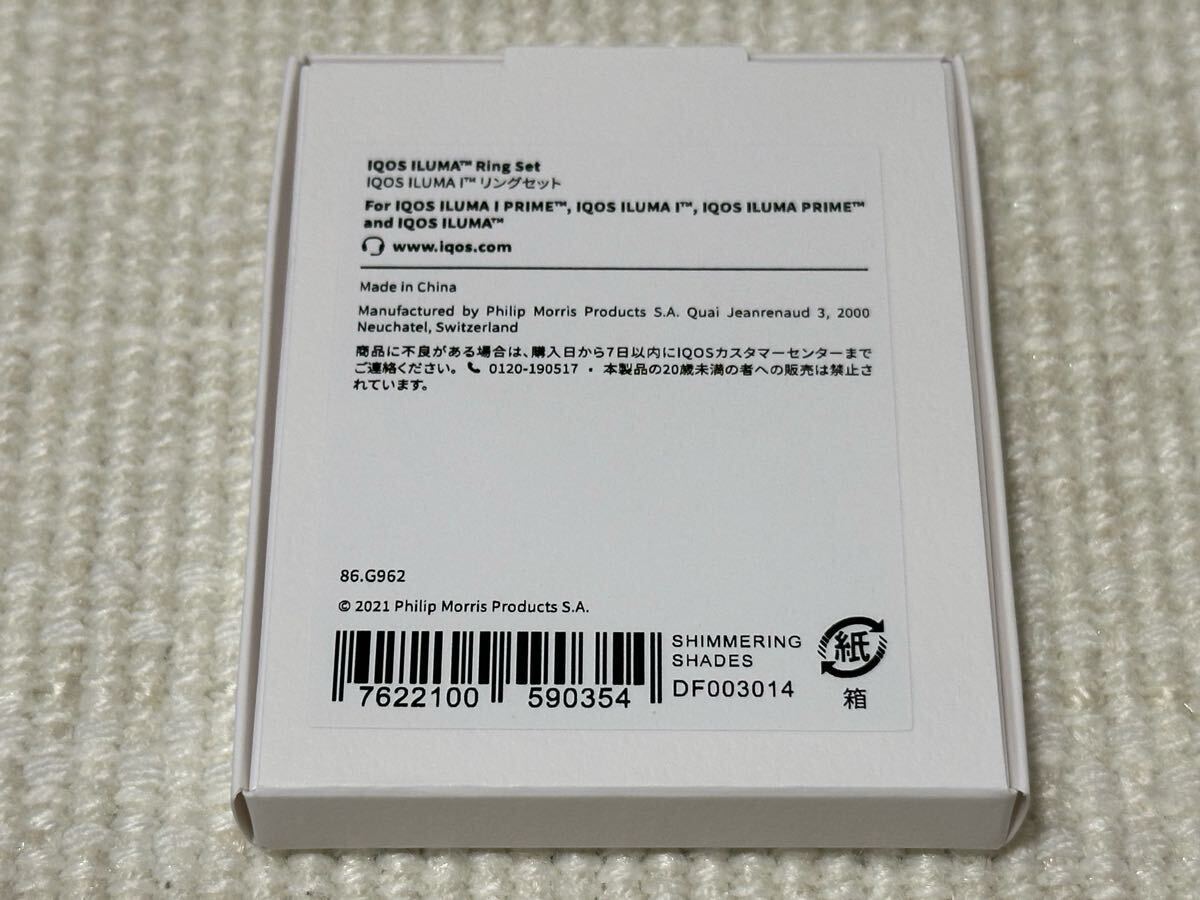 IQOS ILUMA™ Ring Set
IQOS ILUMA I™ リングセット
For IQOS ILUMA I PRIME™, IQOS ILUMA I™, IQOS ILUMA PRIME™
and IQOS ILUMA™
www.iqos.com
Made in China
Manufactured by Philip Morris Products S.A. Quai Jeanrenaud 3, 2000
Neuchatel, Switzerland
商品に不良がある場合は、購入日から7日以内にIQOSカスタマーセンターまで
ご連絡ください。 0120-190517 ・ 本製品の20歳未満の者への販売は禁止さ
れています。
86.G962
© 2021 Philip Morris Products S.A.
7622100 590354
SHIMMERING
SHADES
DF003014
紙
箱